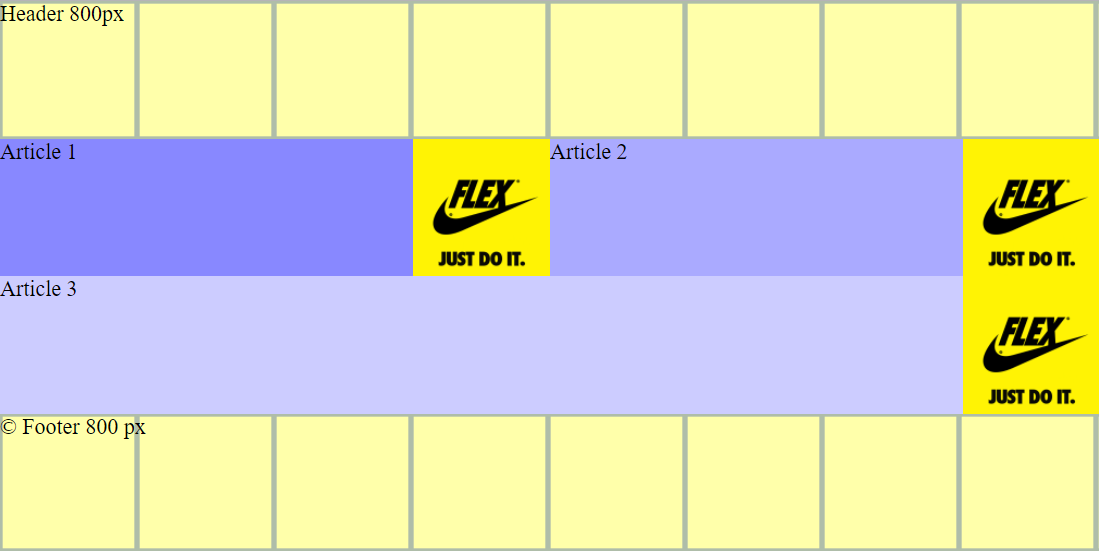 Header 800px
Article 1
FLEX
JUST DO IT.
Article 2
FLEX
JUST DO IT.
Article 3
FLEX
JUST DO IT.
© Footer 800 px